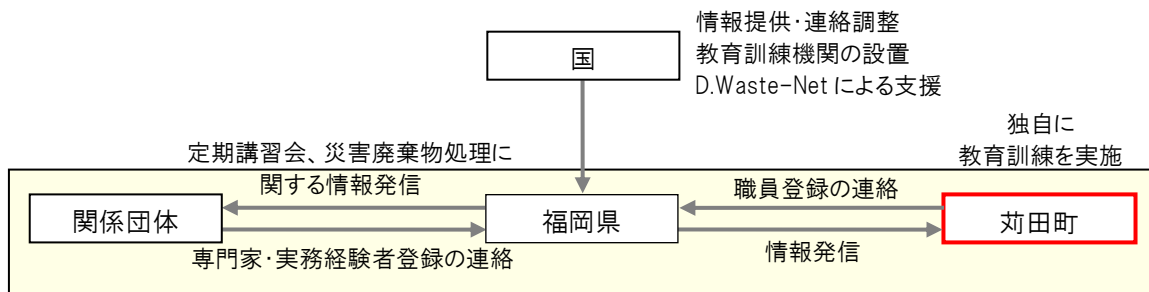 情報提供・連絡調整
教育訓練機関の設置
D.Waste-Net による支援
国
独自に
教育訓練を実施
定期講習会、災害廃棄物処理に
関する情報発信
職員登録の連絡
関係団体
福岡県
苅田町
専門家・実務経験者登録の連絡
情報発信